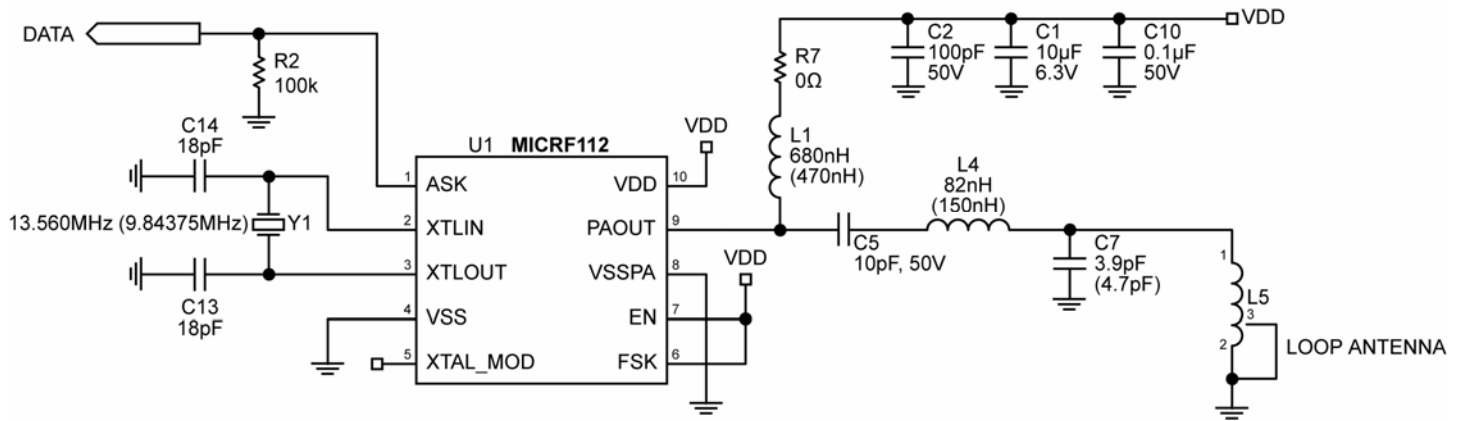 DATA
R2
100k
C14
18pF
13.560MHz (9.84375MHz)
Y1
C13
18pF
U1 MICRF112
1 ASK
2 XTLIN
3 XTLOUT
4 VSS
5 XTAL_MOD
VDD 10
PAOUT 9
VSSPA 8
EN 7
FSK 6
VDD
VDD
R7
0Ω
L1
680nH
(470nH)
C2
100pF
50V
C1
10µF
6.3V
C10
0.1µF
50V
VDD
C5
10pF, 50V
L4
82nH
(150nH)
C7
3.9pF
(4.7pF)
1
L5
3
2
LOOP ANTENNA